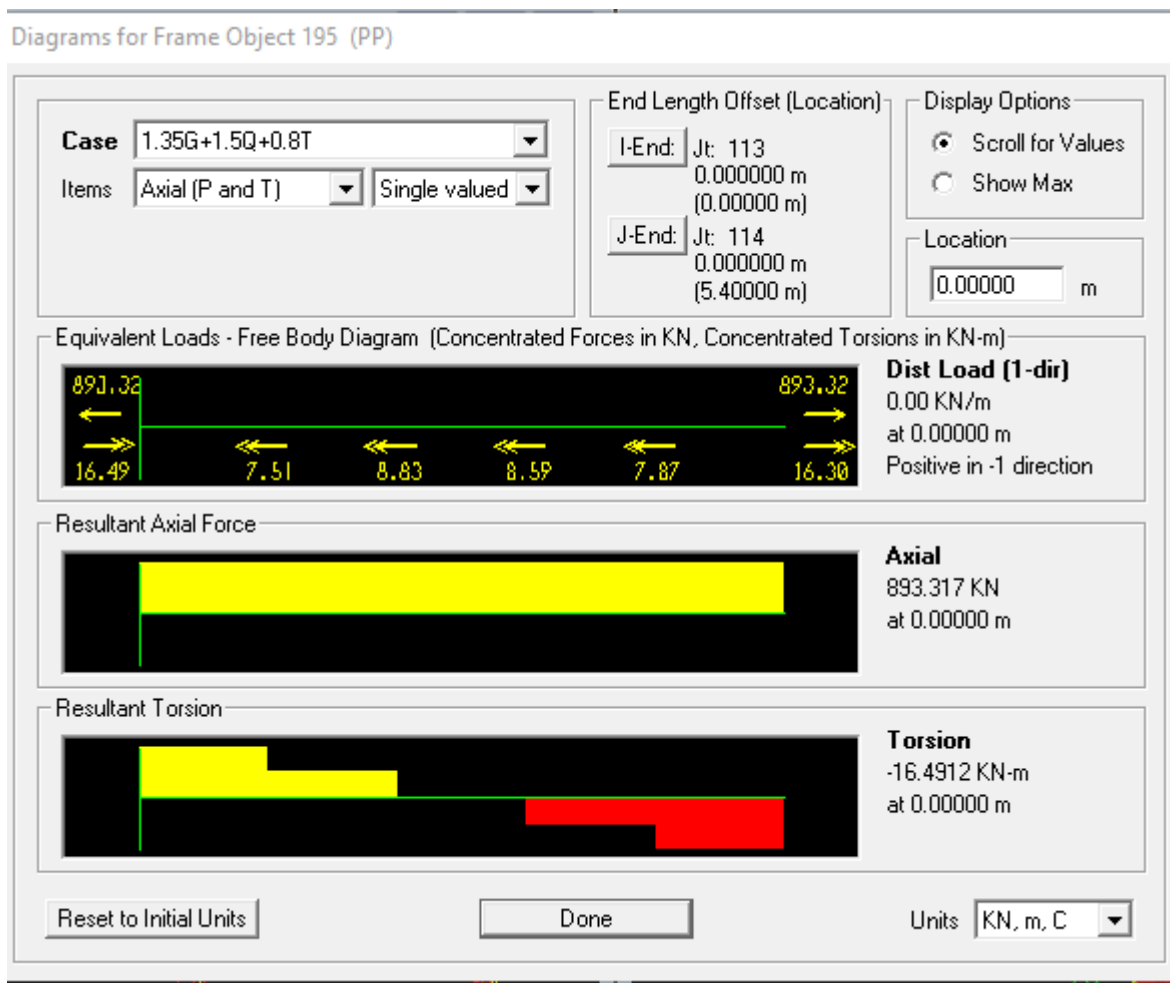 Diagrams for Frame Object 195 (PP)
Case 1.35G+1.5Q+0.8T
Items Axial (P and T) Single valued
End Length Offset (Location)
I-End: Jt: 113
0.000000 m
(0.00000 m)
J-End: Jt: 114
0.000000 m
(5.40000 m)
Display Options
Scroll for Values
Show Max
Location
0.00000 m
Equivalent Loads - Free Body Diagram (Concentrated Forces in KN, Concentrated Torsions in KN-m)
893.32 893.32
16.49 7.51 8.83 8.59 7.87 16.30
Dist Load (1-dir)
0.00 KN/m
at 0.00000 m
Positive in -1 direction
Resultant Axial Force
Axial
893.317 KN
at 0.00000 m
Resultant Torsion
Torsion
-16.4912 KN-m
at 0.00000 m
Reset to Initial Units
Done
Units KN, m, C